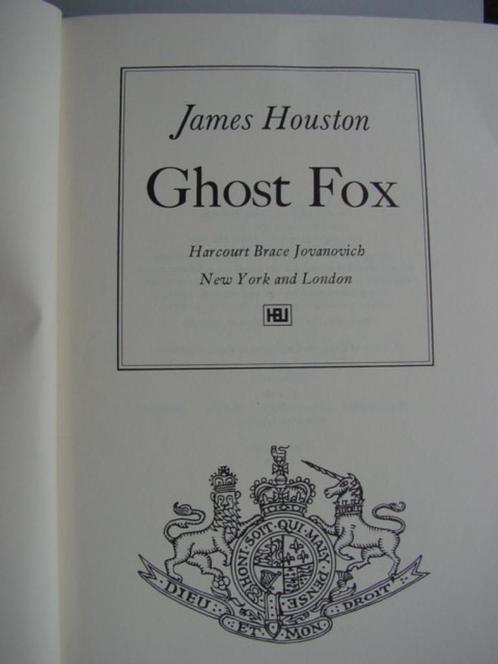 James Houston
Ghost Fox
Harcourt Brace Jovanovich
New York and London
HBJ
HONI·SOIT·QUI·MAL·Y·PENSE
DIEU ET MON DROIT